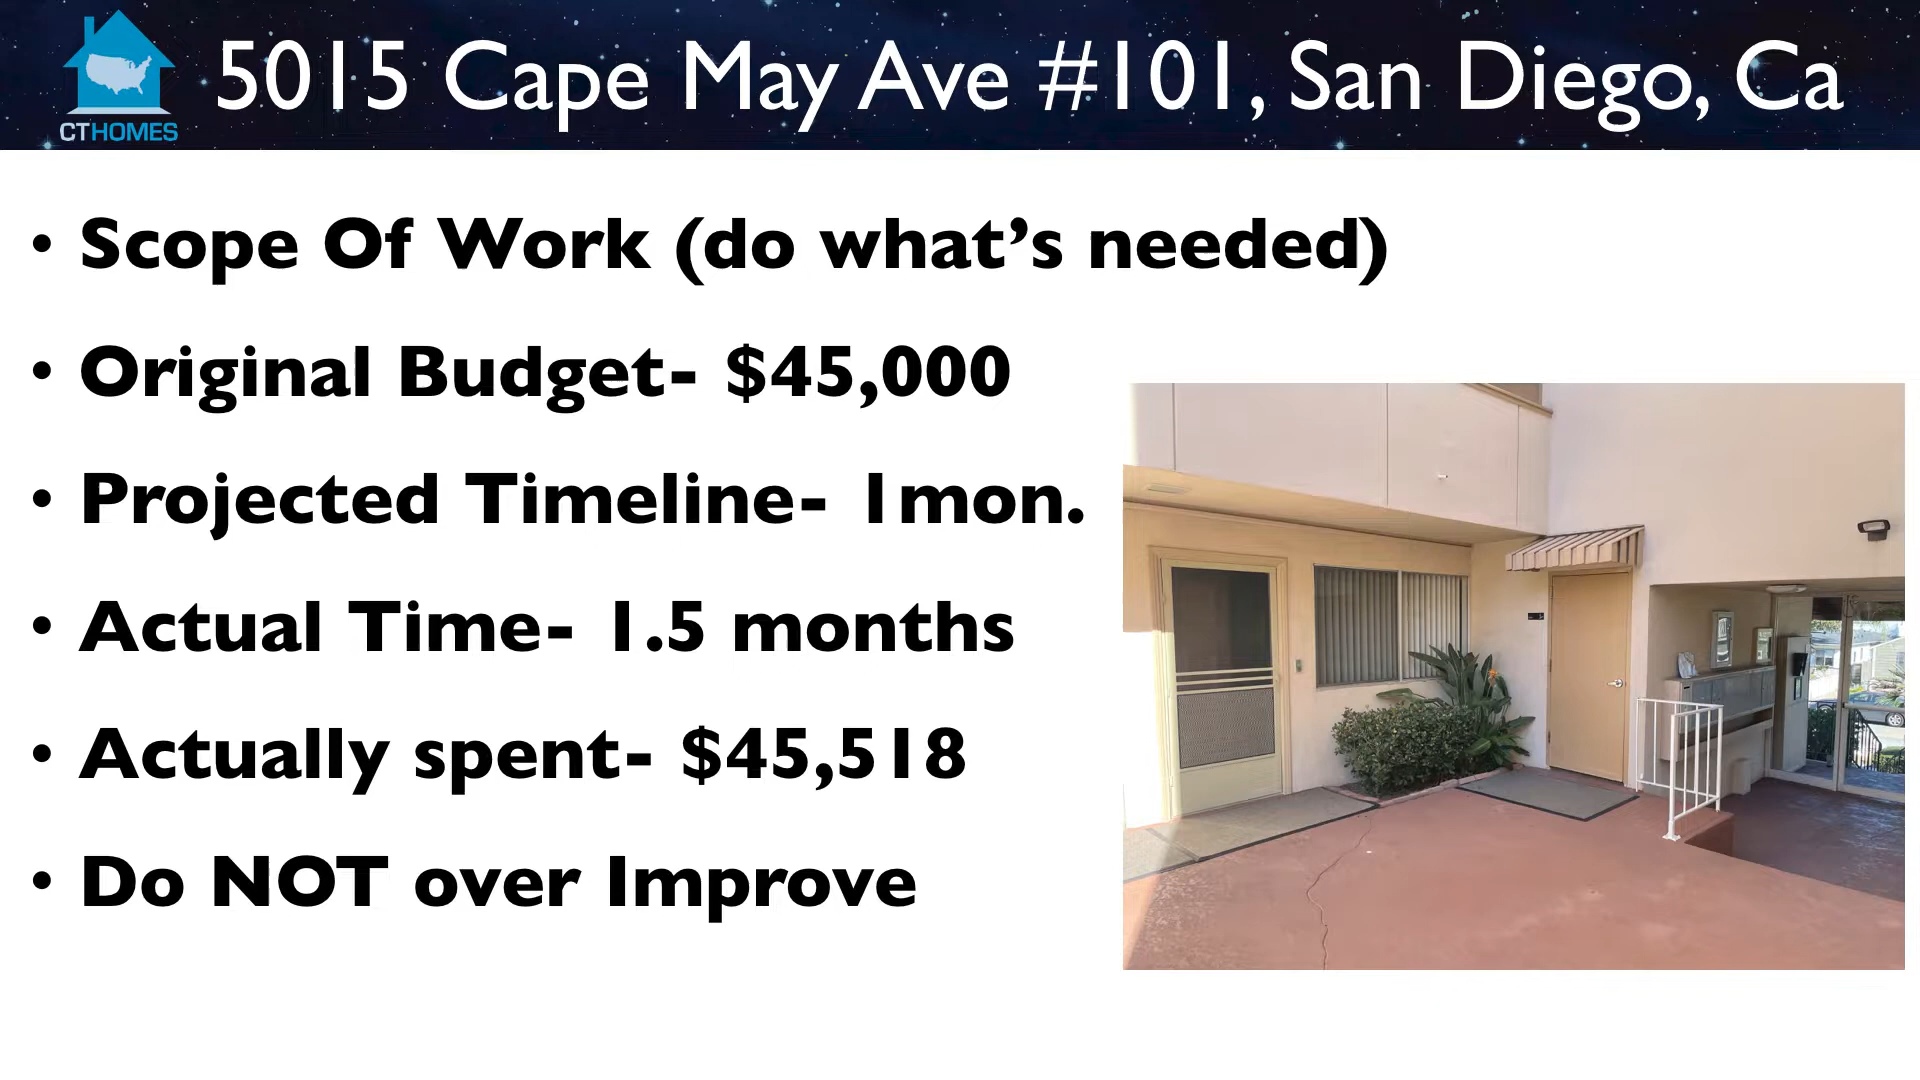 CTHOMES
5015 Cape May Ave #101, San Diego, Ca
• Scope Of Work (do what’s needed)
• Original Budget- $45,000
• Projected Timeline- 1mon.
• Actual Time- 1.5 months
• Actually spent- $45,518
• Do NOT over Improve